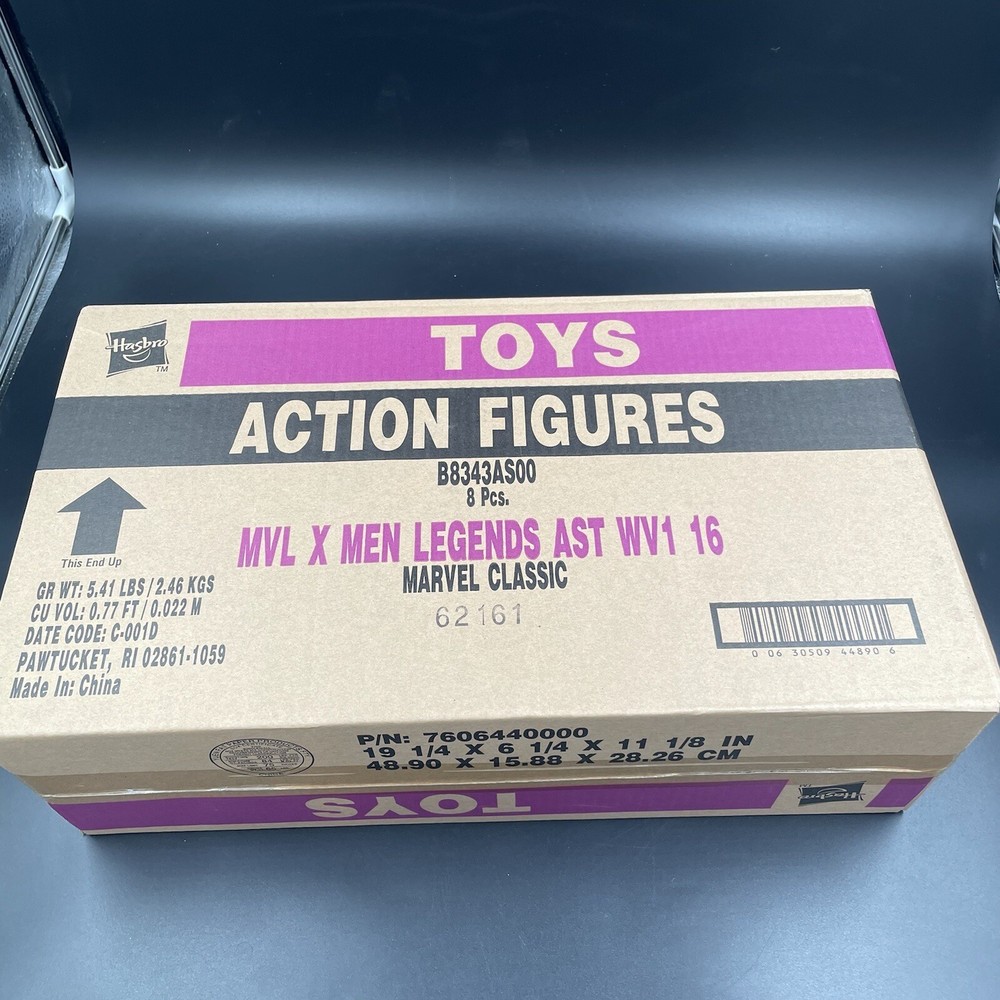 Hasbro
TM
TOYS
ACTION FIGURES
B8343AS00
8 Pcs.
MVL X MEN LEGENDS AST WV1 16
MARVEL CLASSIC
62161
This End Up
GR WT: 5.41 LBS / 2.46 KGS
CU VOL: 0.77 FT / 0.022 M
DATE CODE: C-001D
PAWTUCKET, RI 02861-1059
Made In: China
0 06 30509 44890 6
P/N: 7606440000
19 1/4 X 6 1/4 X 11 1/8 IN
48.90 X 15.88 X 28.26 CM
TOYS
Hasbro